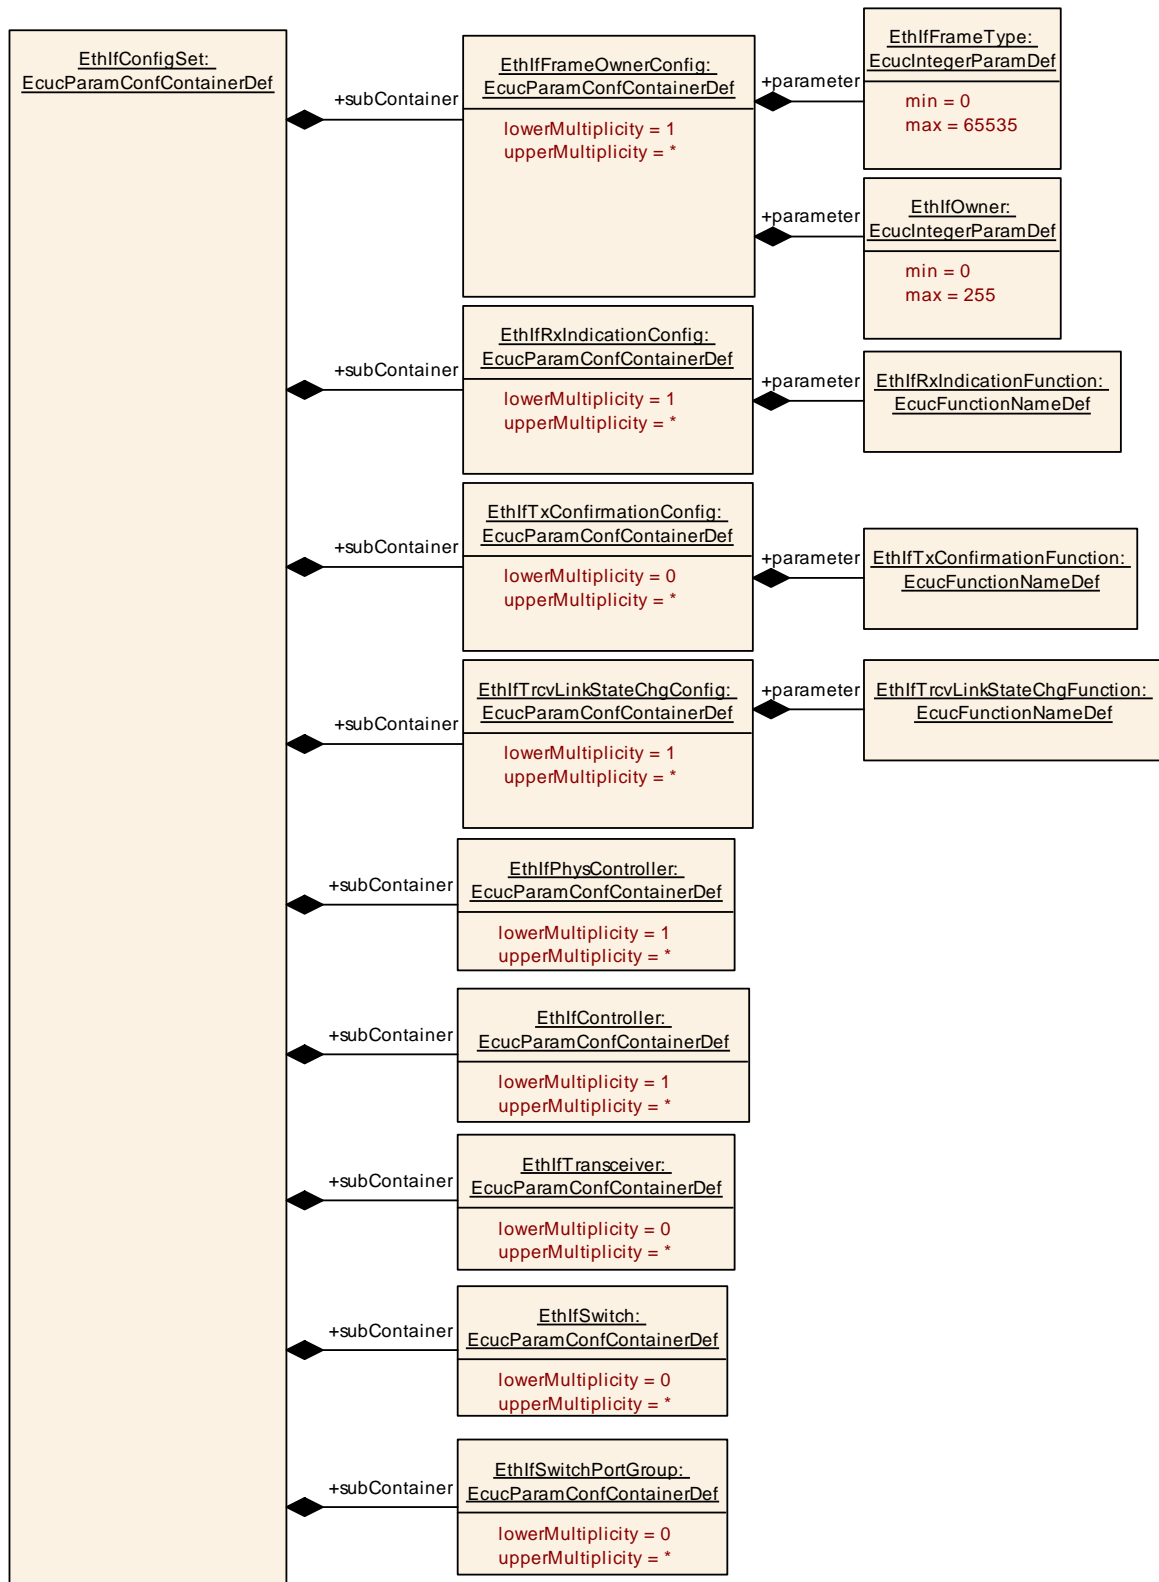 EthIfConfigSet:
EcucParamConfContainerDef
+subContainer
EthIfFrameOwnerConfig:
EcucParamConfContainerDef
lowerMultiplicity = 1
upperMultiplicity = *
+parameter
EthIfFrameType:
EcucIntegerParamDef
min = 0
max = 65535
+parameter
EthIfOwner:
EcucIntegerParamDef
min = 0
max = 255
+subContainer
EthIfRxIndicationConfig:
EcucParamConfContainerDef
lowerMultiplicity = 1
upperMultiplicity = *
+parameter
EthIfRxIndicationFunction:
EcucFunctionNameDef
+subContainer
EthIfTxConfirmationConfig:
EcucParamConfContainerDef
lowerMultiplicity = 0
upperMultiplicity = *
+parameter
EthIfTxConfirmationFunction:
EcucFunctionNameDef
+subContainer
EthIfTrcvLinkStateChgConfig:
EcucParamConfContainerDef
lowerMultiplicity = 1
upperMultiplicity = *
+parameter
EthIfTrcvLinkStateChgFunction:
EcucFunctionNameDef
+subContainer
EthIfPhysController:
EcucParamConfContainerDef
lowerMultiplicity = 1
upperMultiplicity = *
+subContainer
EthIfController:
EcucParamConfContainerDef
lowerMultiplicity = 1
upperMultiplicity = *
+subContainer
EthIfTransceiver:
EcucParamConfContainerDef
lowerMultiplicity = 0
upperMultiplicity = *
+subContainer
EthIfSwitch:
EcucParamConfContainerDef
lowerMultiplicity = 0
upperMultiplicity = *
+subContainer
EthIfSwitchPortGroup:
EcucParamConfContainerDef
lowerMultiplicity = 0
upperMultiplicity = *